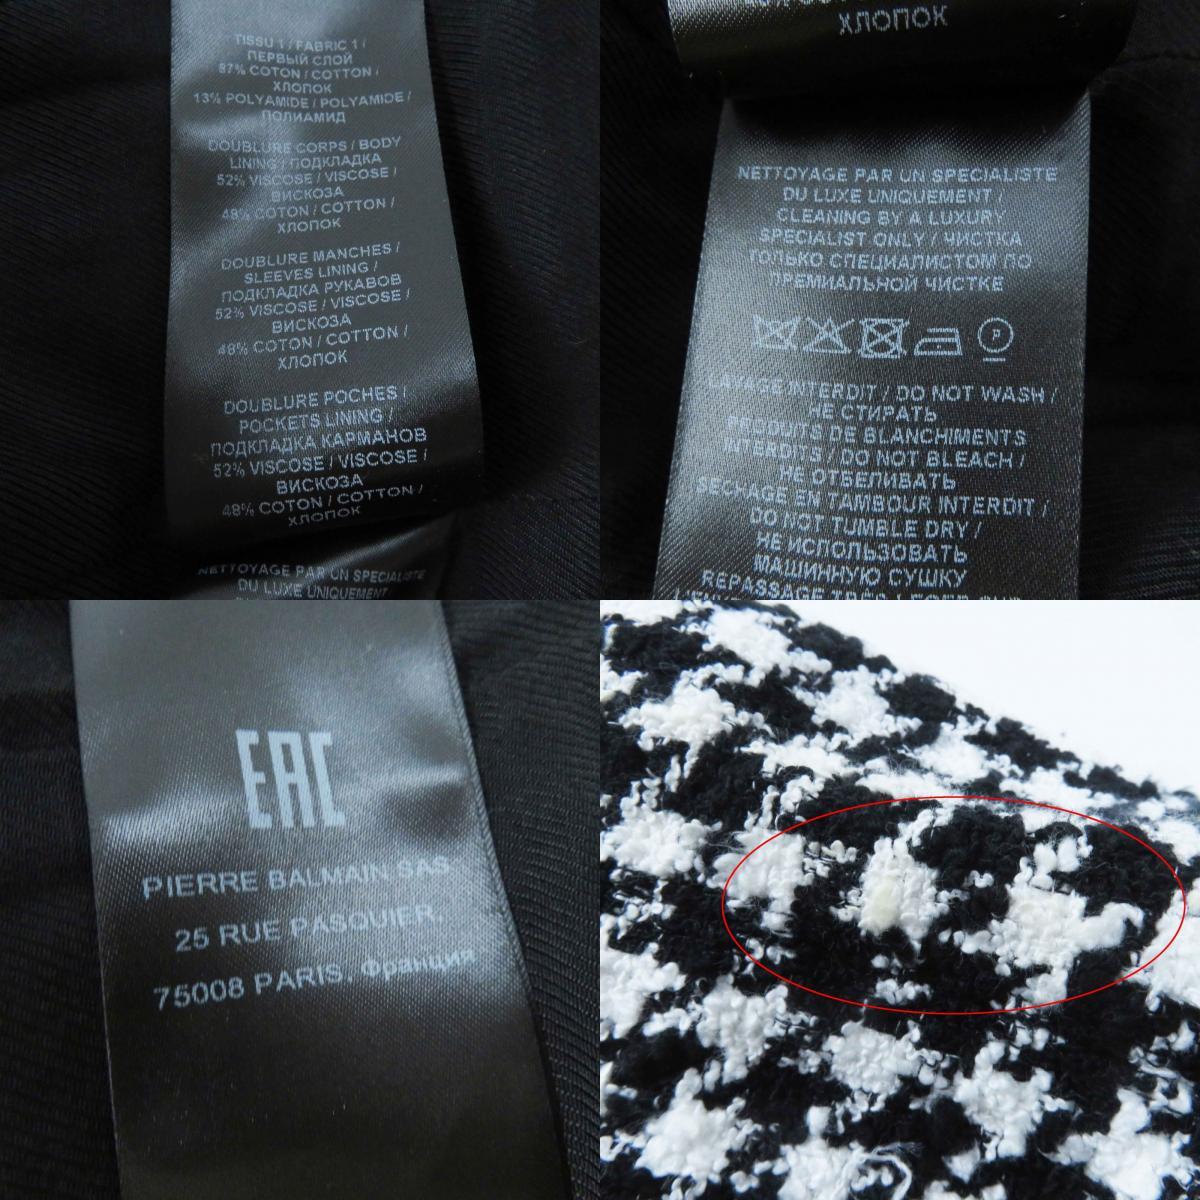 TISSU 1 / FABRIC 1 /
ПЕРВЫЙ СЛОЙ
87% COTON / COTTON /
ХЛОПОК
13% POLYAMIDE / POLYAMIDE /
ПОЛИАМИД
DOUBLURE CORPS / BODY
LINING / ПОДКЛАДКА
52% VISCOSE / VISCOSE /
ВИСКОЗА
48% COTON / COTTON /
ХЛОПОК
DOUBLURE MANCHES /
SLEEVES LINING /
ПОДКЛАДКА РУКАВОВ
52% VISCOSE / VISCOSE /
ВИСКОЗА
48% COTON / COTTON /
ХЛОПОК
DOUBLURE POCHES /
POCKETS LINING /
ПОДКЛАДКА КАРМАНОВ
52% VISCOSE / VISCOSE /
ВИСКОЗА
48% COTON / COTTON /
ХЛОПОК
NETTOYAGE PAR UN SPECIALISTE
DU LUXE UNIQUEMENT
ХЛОПОК
NETTOYAGE PAR UN SPECIALISTE
DU LUXE UNIQUEMENT /
CLEANING BY A LUXURY
SPECIALIST ONLY / ЧИСТКА
ТОЛЬКО СПЕЦИАЛИСТОМ ПО
ПРЕМИАЛЬНОЙ ЧИСТКЕ
P
LAVAGE INTERDIT / DO NOT WASH /
НЕ СТИРАТЬ
PRODUITS DE BLANCHIMENTS
INTERDITS / DO NOT BLEACH /
НЕ ОТБЕЛИВАТЬ
SECHAGE EN TAMBOUR INTERDIT /
DO NOT TUMBLE DRY /
НЕ ИСПОЛЬЗОВАТЬ
МАШИННУЮ СУШКУ
REPASSAGE TRÈS LEGER SUR
EAC
PIERRE BALMAIN SAS
25 RUE PASQUIER,
75008 PARIS. Франция